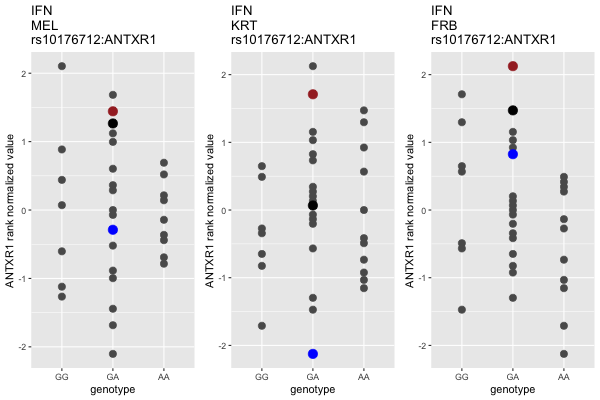 IFN
MEL
rs10176712:ANTXR1
ANTXR1 rank normalized value
2
1
0
-1
-2
GG
GA
AA
genotype
IFN
KRT
rs10176712:ANTXR1
ANTXR1 rank normalized value
2
1
0
-1
-2
GG
GA
AA
genotype
IFN
FRB
rs10176712:ANTXR1
ANTXR1 rank normalized value
2
1
0
-1
-2
GG
GA
AA
genotype